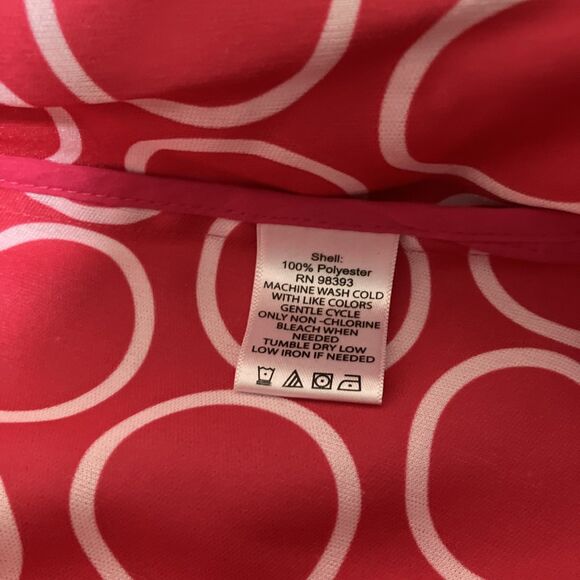 Shell:
100% Polyester
RN 98393
MACHINE WASH COLD
WITH LIKE COLORS
GENTLE CYCLE
ONLY NON -CHLORINE
BLEACH WHEN
NEEDED
TUMBLE DRY LOW
LOW IRON IF NEEDED